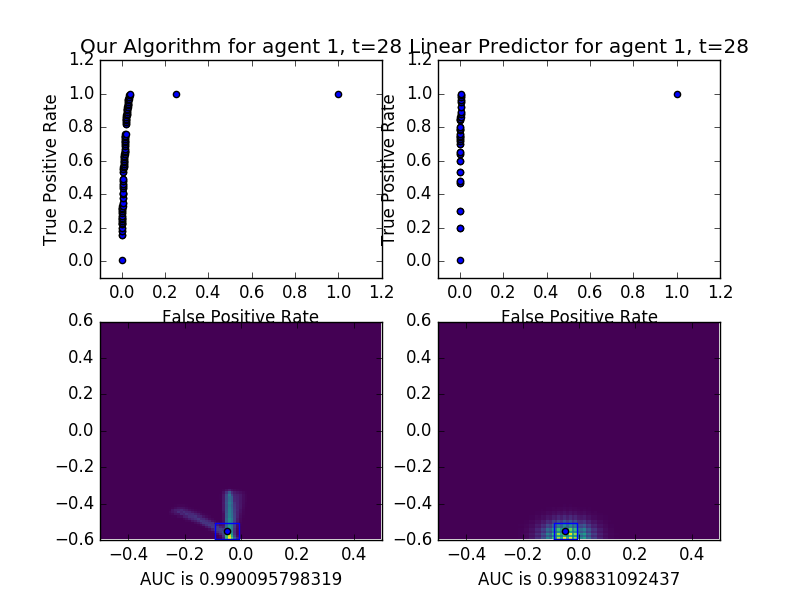 Our Algorithm for agent 1, t=28
1.2
1.0
0.8
0.6
0.4
0.2
0.0
True Positive Rate
0.0 0.2 0.4 0.6 0.8 1.0 1.2
False Positive Rate
Linear Predictor for agent 1, t=28
1.2
1.0
0.8
0.6
0.4
0.2
0.0
True Positive Rate
0.0 0.2 0.4 0.6 0.8 1.0 1.2
False Positive Rate
0.6
0.4
0.2
0.0
−0.2
−0.4
−0.6
−0.4 −0.2 0.0 0.2 0.4
AUC is 0.990095798319
0.6
0.4
0.2
0.0
−0.2
−0.4
−0.6
−0.4 −0.2 0.0 0.2 0.4
AUC is 0.998831092437